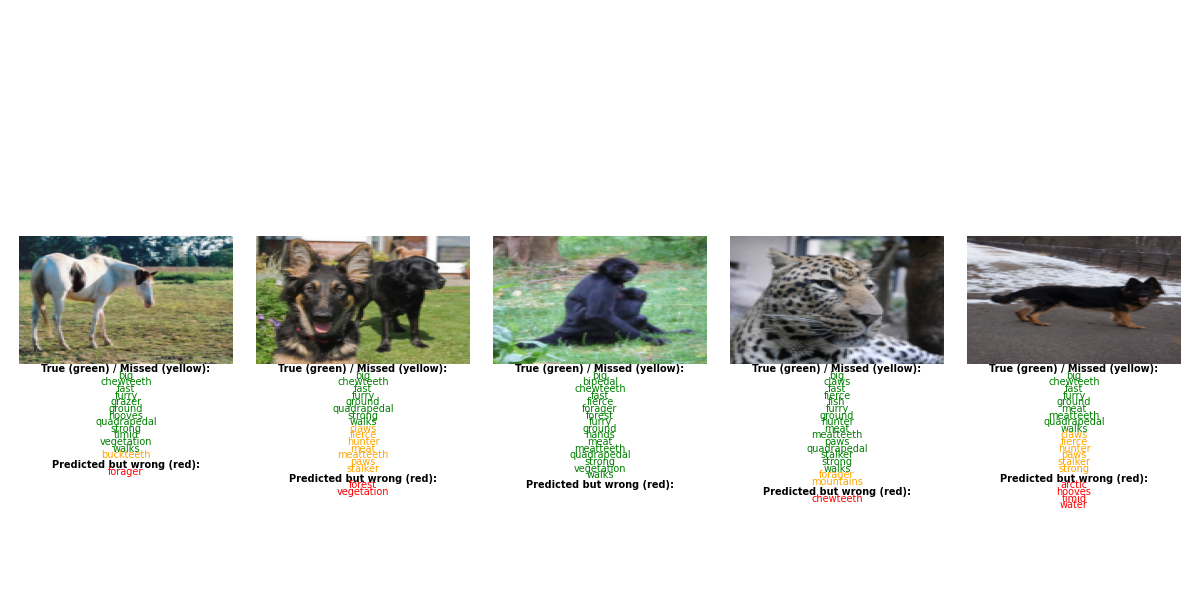 True (green) / Missed (yellow):
big
chewteeth
fast
furry
grazer
ground
hooves
quadrapedal
strong
timid
vegetation
walks
buckteeth
Predicted but wrong (red):
forager
True (green) / Missed (yellow):
big
chewteeth
fast
furry
ground
quadrapedal
strong
walks
claws
fierce
hunter
meat
meatteeth
paws
stalker
Predicted but wrong (red):
forest
vegetation
True (green) / Missed (yellow):
big
bipedal
chewteeth
fast
fierce
forager
forest
furry
ground
hands
meat
meatteeth
quadrapedal
strong
vegetation
walks
Predicted but wrong (red):
True (green) / Missed (yellow):
big
claws
fast
fierce
fish
furry
ground
hunter
meat
meatteeth
paws
quadrapedal
stalker
strong
walks
forager
mountains
Predicted but wrong (red):
chewteeth
True (green) / Missed (yellow):
big
chewteeth
fast
furry
ground
meat
meatteeth
quadrapedal
walks
claws
fierce
hunter
paws
stalker
strong
Predicted but wrong (red):
arctic
hooves
timid
water